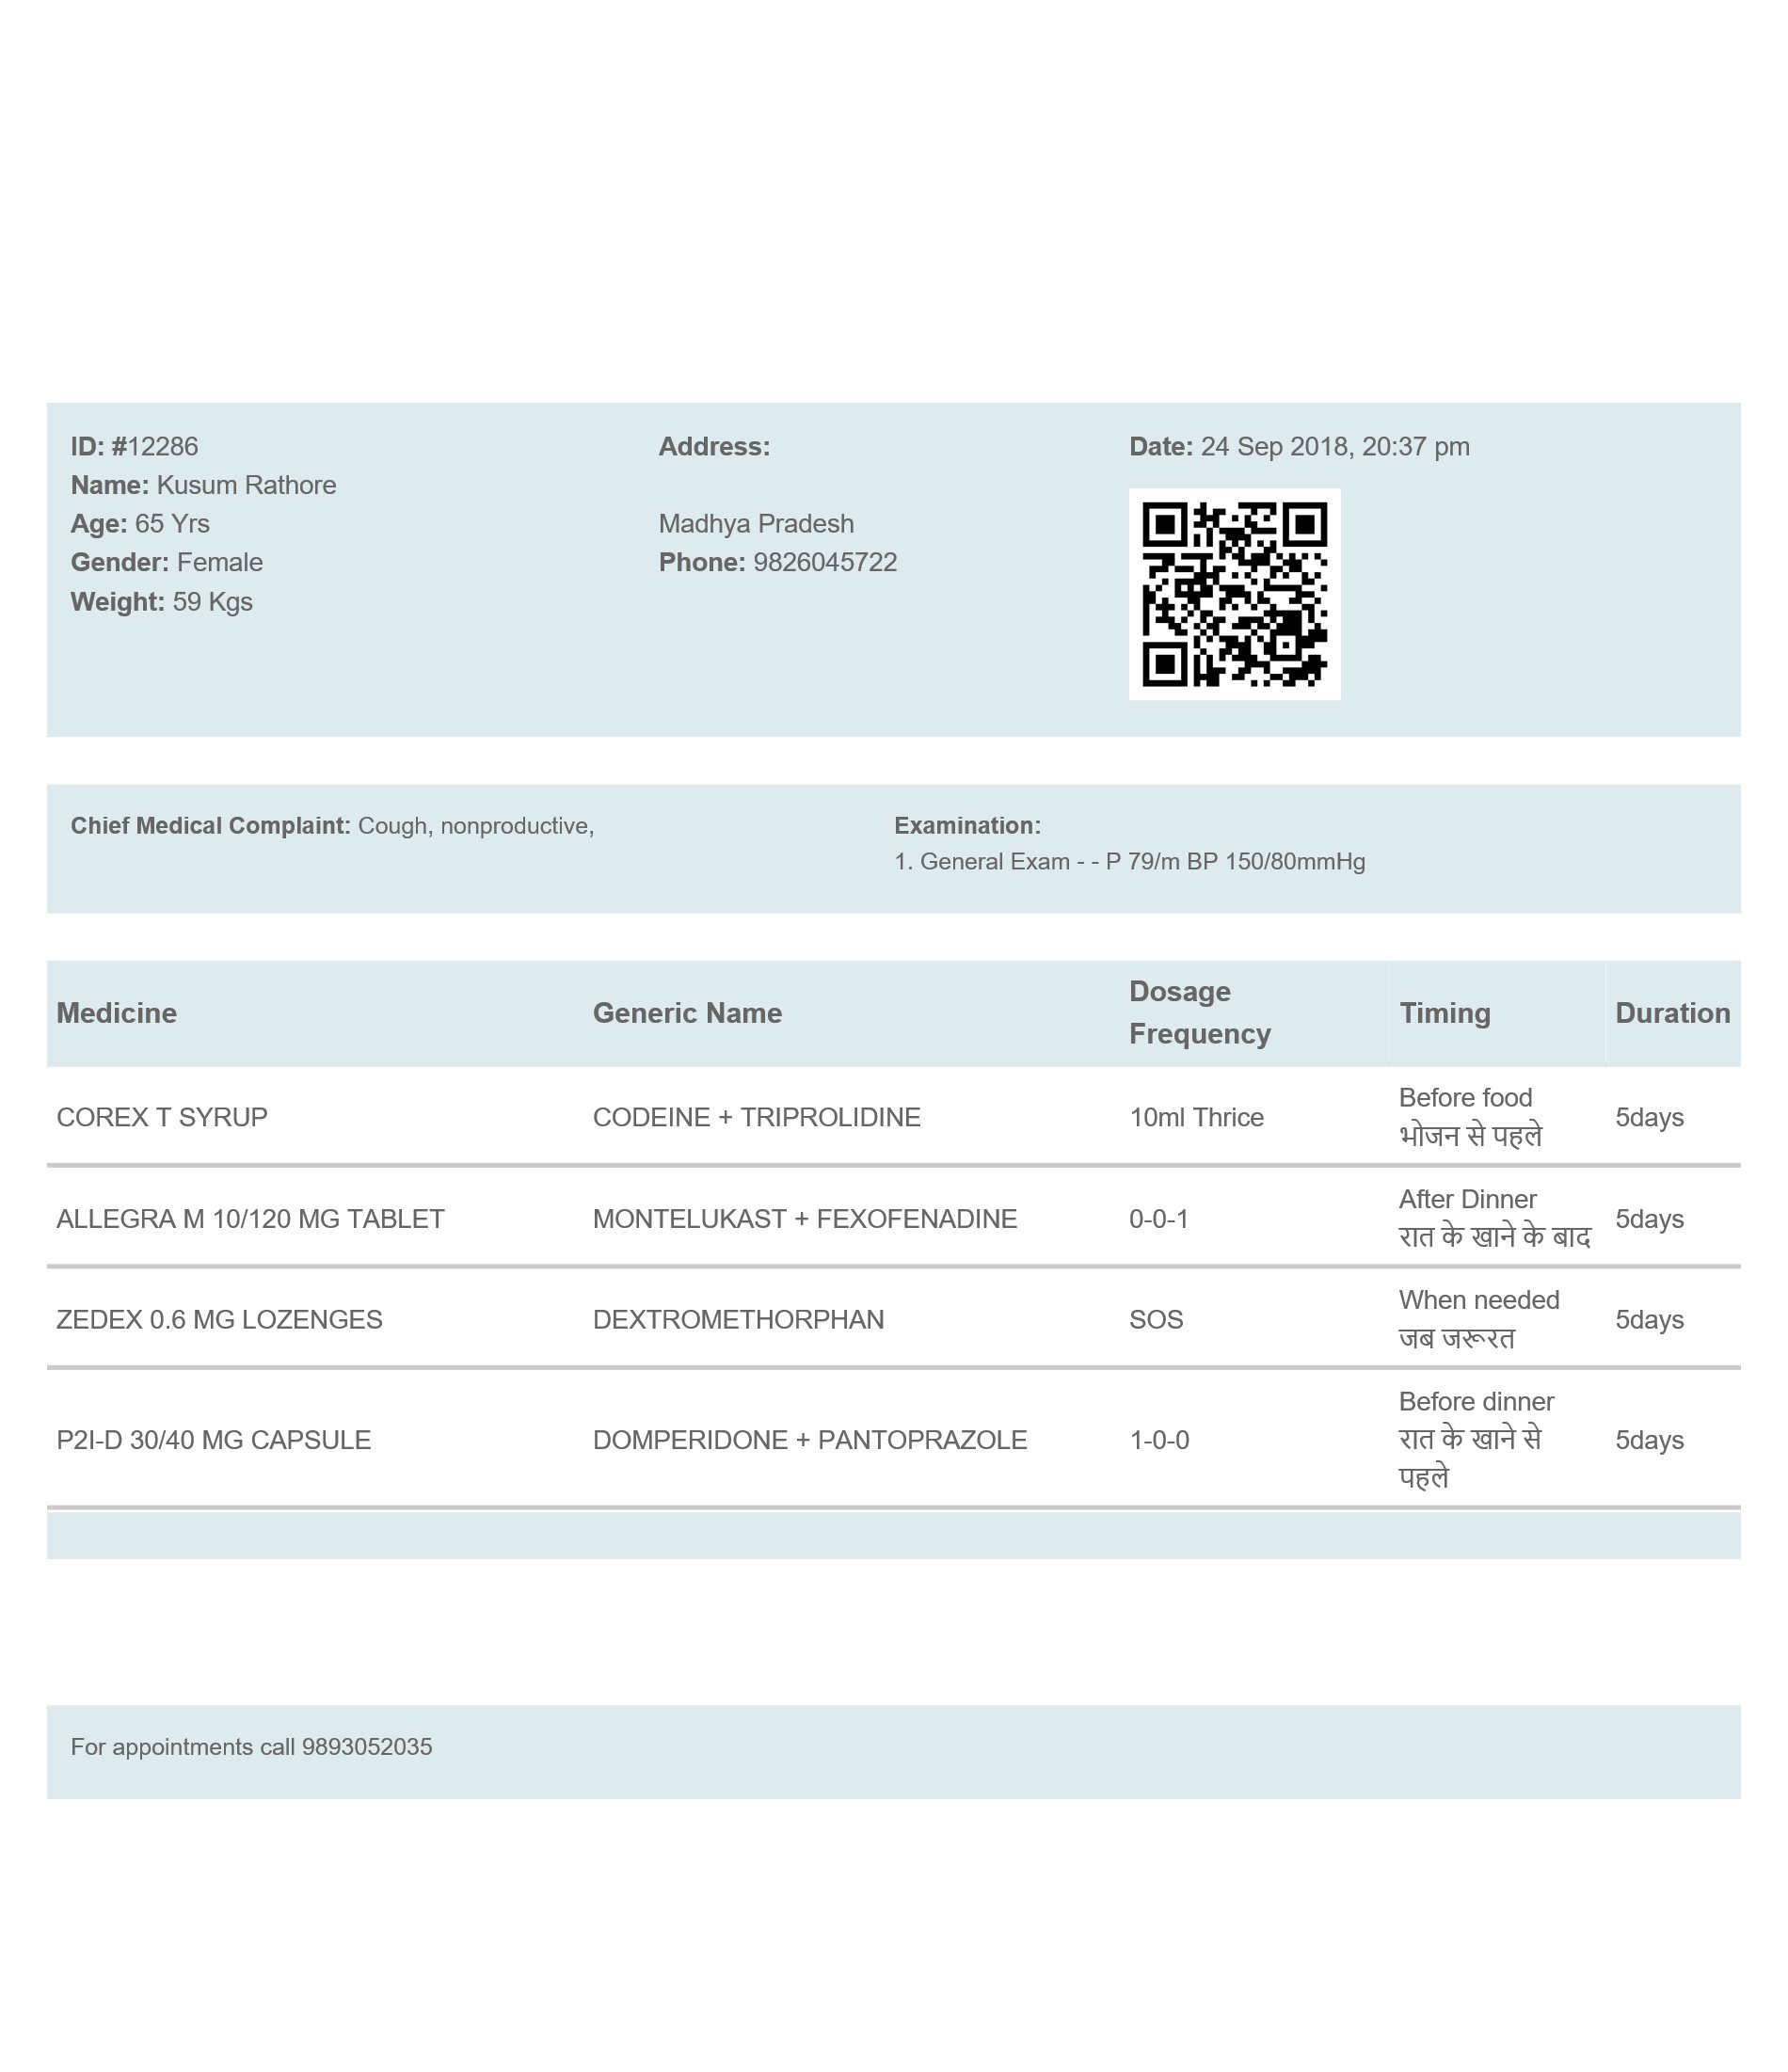 ID: #12286
Name: Kusum Rathore
Age: 65 Yrs
Gender: Female
Weight: 59 Kgs
Address:
Madhya Pradesh
Phone: 9826045722
Date: 24 Sep 2018, 20:37 pm
Chief Medical Complaint: Cough, nonproductive,
Examination:
1. General Exam - - P 79/m BP 150/80mmHg
Medicine Generic Name Dosage Frequency Timing Duration
COREX T SYRUP CODEINE + TRIPROLIDINE 10ml Thrice Before food 5days
भोजन से पहले
ALLEGRA M 10/120 MG TABLET MONTELUKAST + FEXOFENADINE 0-0-1 After Dinner 5days
रात के खाने के बाद
ZEDEX 0.6 MG LOZENGES DEXTROMETHORPHAN SOS When needed 5days
जब जरूरत
P2I-D 30/40 MG CAPSULE DOMPERIDONE + PANTOPRAZOLE 1-0-0 Before dinner 5days
रात के खाने से
पहले
For appointments call 9893052035